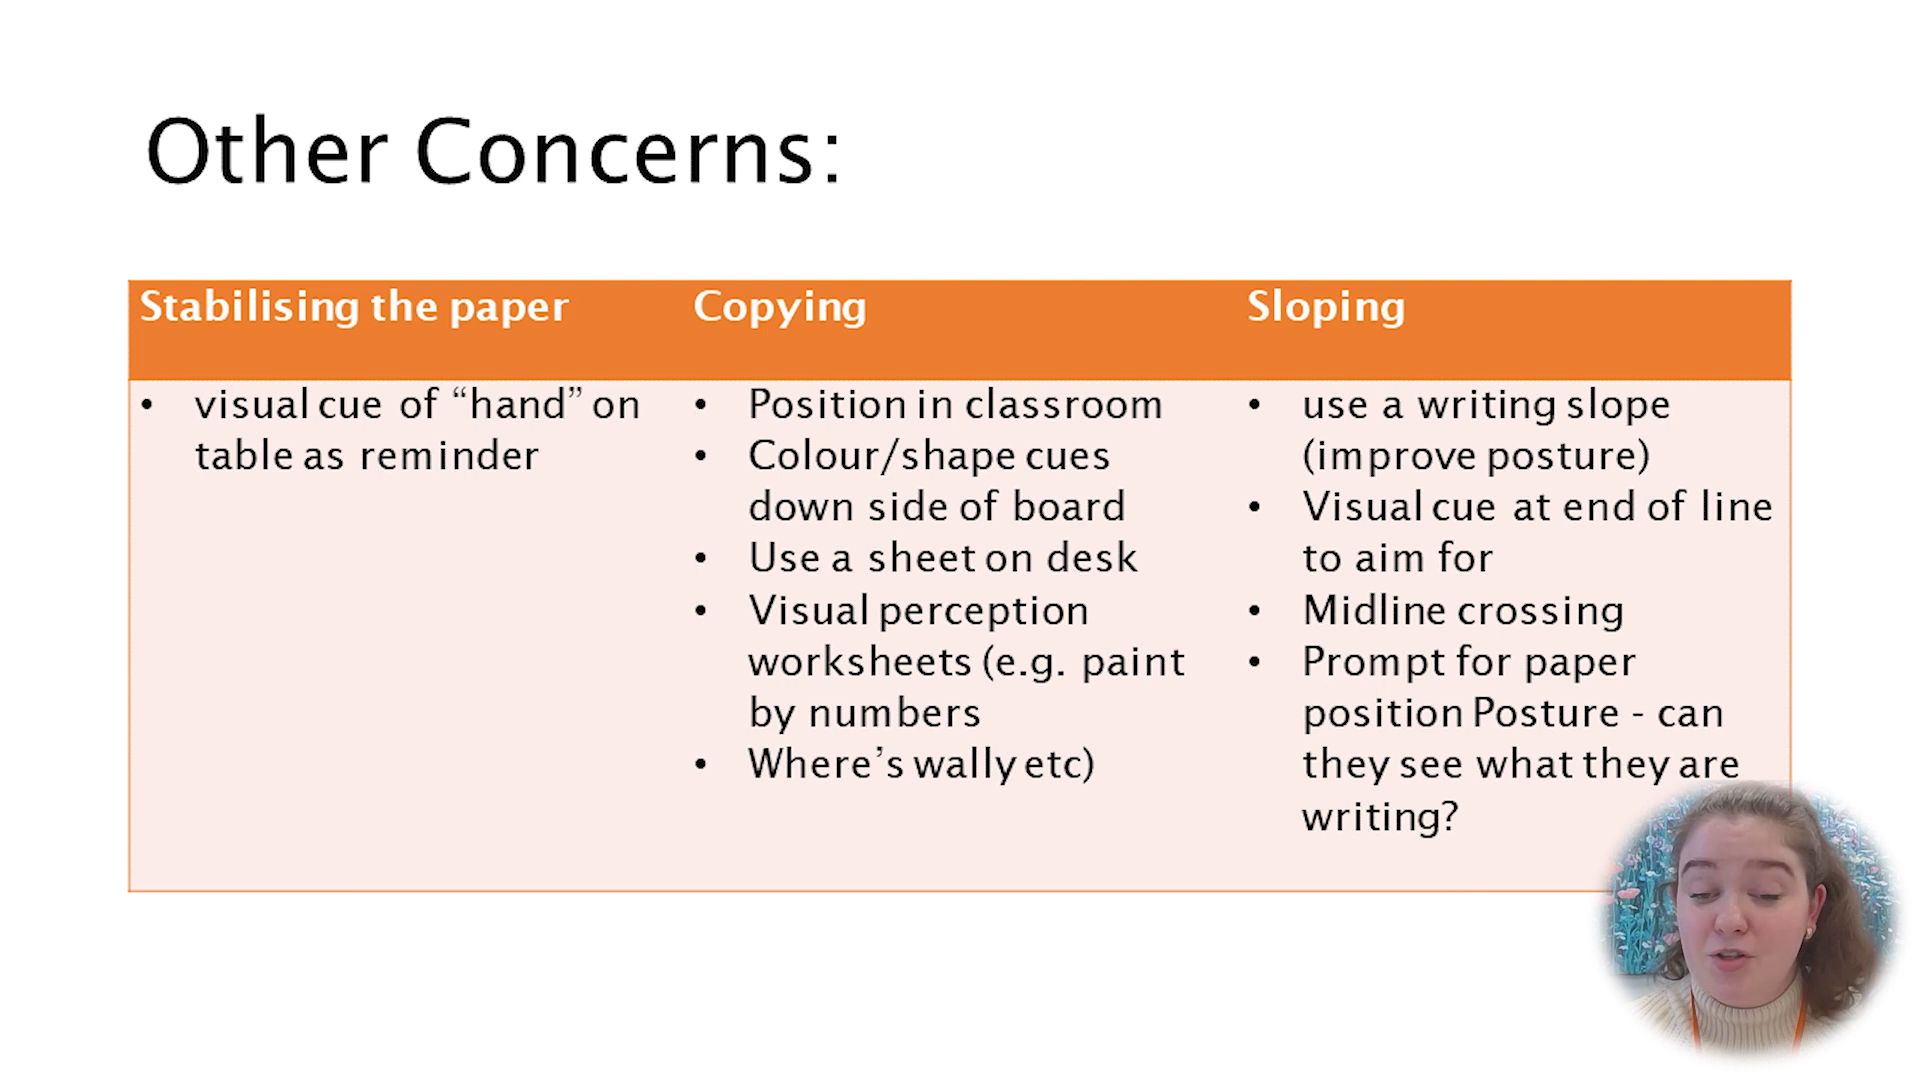 Other Concerns:
Stabilising the paper
Copying
Sloping
• visual cue of “hand” on
table as reminder
• Position in classroom
• Colour/shape cues
down side of board
• Use a sheet on desk
• Visual perception
worksheets (e.g. paint
by numbers
• Where’s wally etc)
• use a writing slope
(improve posture)
• Visual cue at end of line
to aim for
• Midline crossing
• Prompt for paper
position Posture - can
they see what they are
writing?